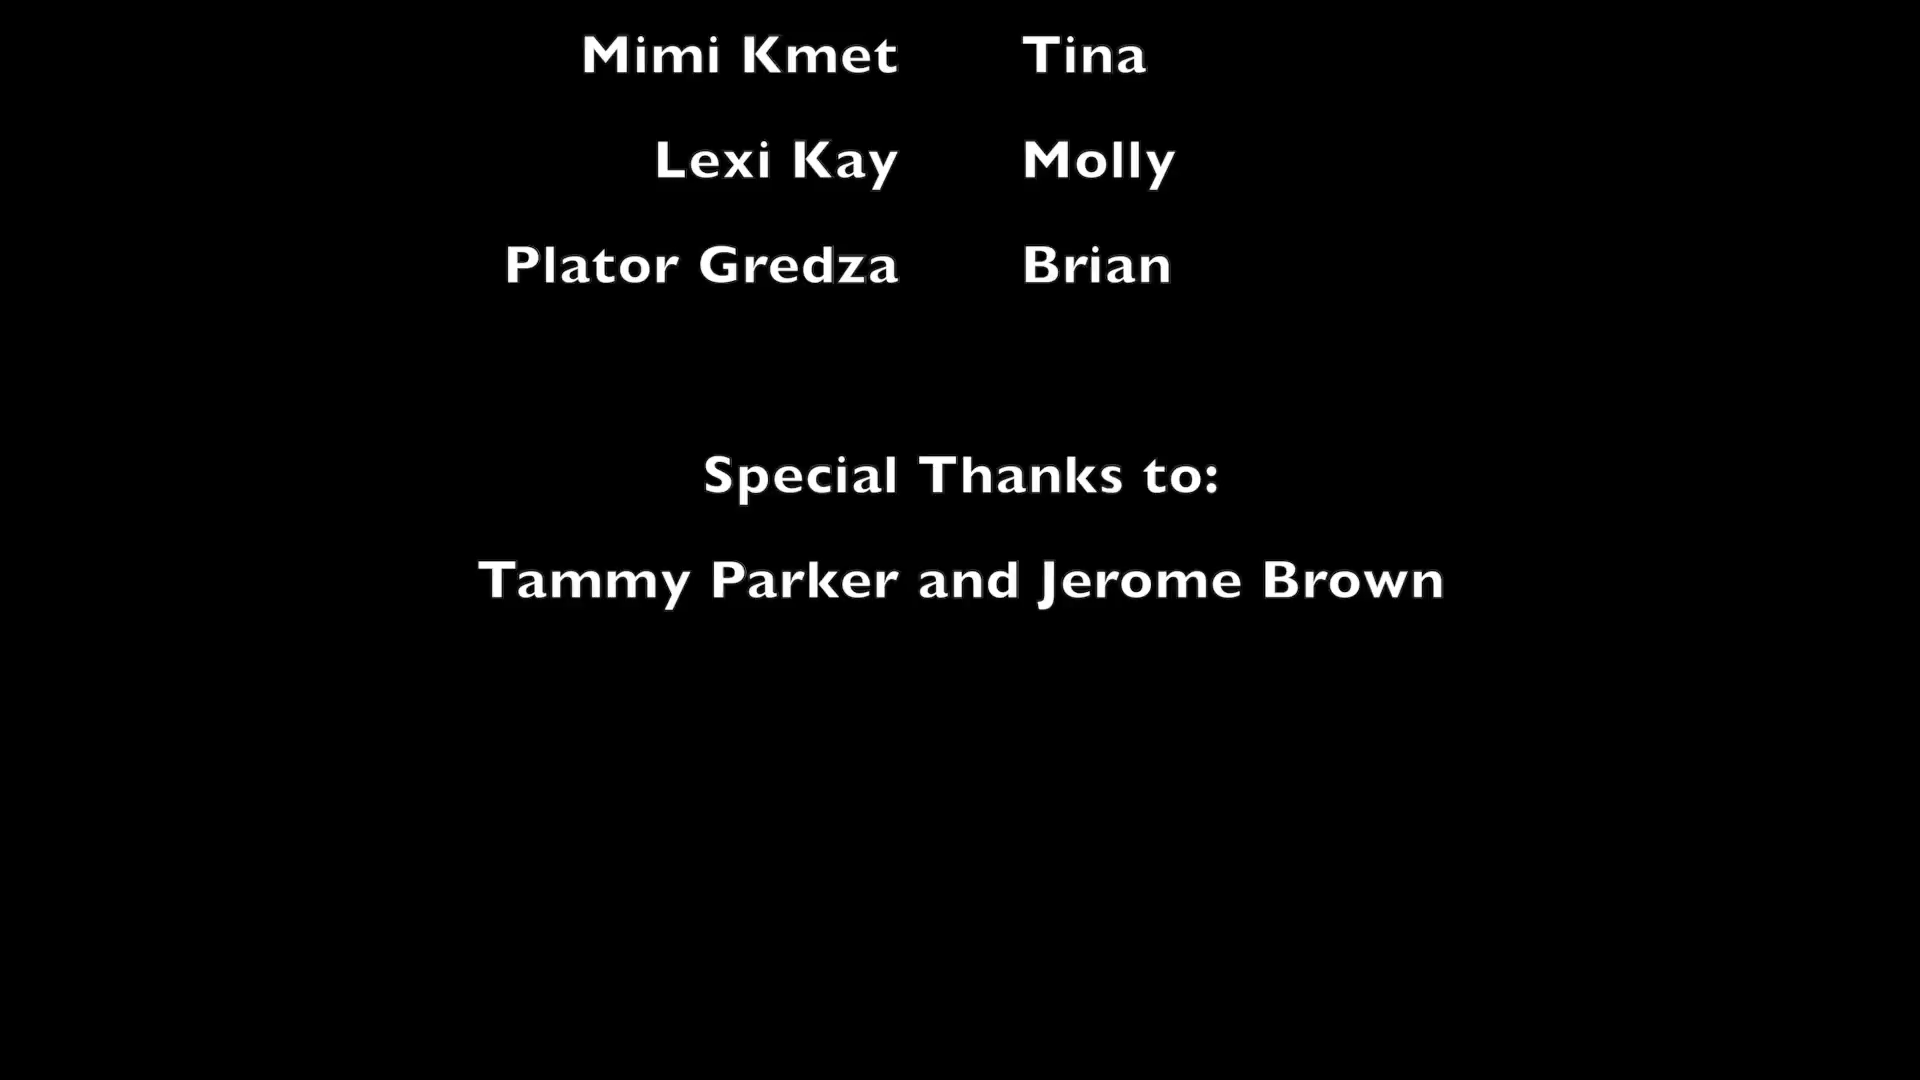 Mimi Kmet Tina
Lexi Kay Molly
Plator Gredza Brian
Special Thanks to:
Tammy Parker and Jerome Brown